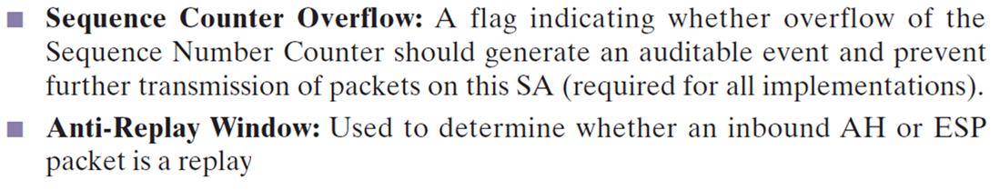 ■ Sequence Counter Overflow: A flag indicating whether overflow of the
Sequence Number Counter should generate an auditable event and prevent
further transmission of packets on this SA (required for all implementations).
■ Anti-Replay Window: Used to determine whether an inbound AH or ESP
packet is a replay